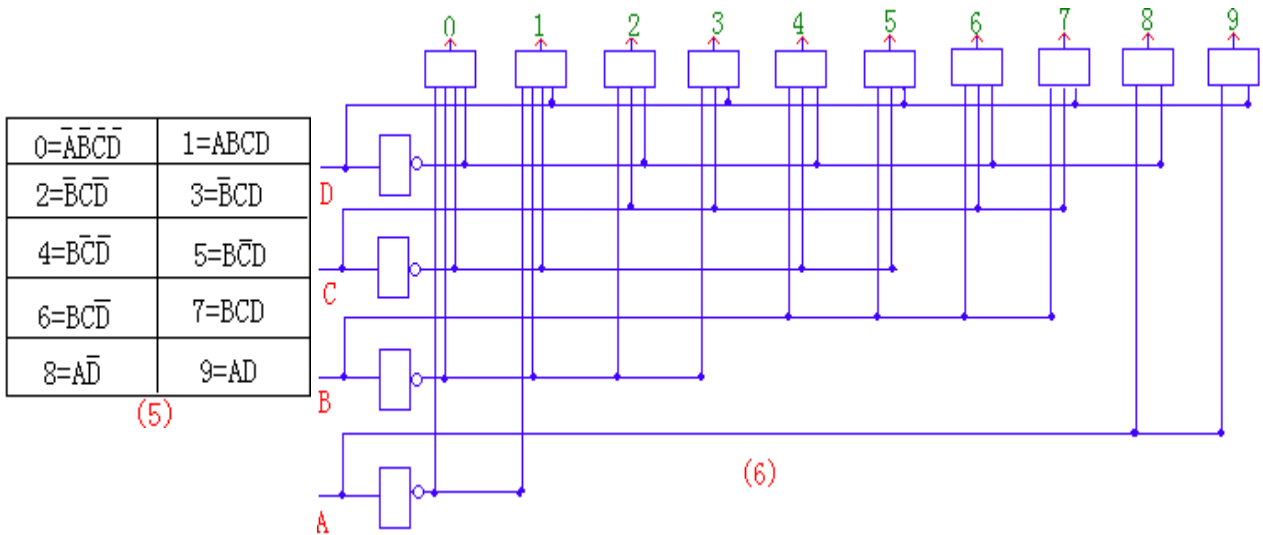 0 1 2 3 4 5 6 7 8 9
0=A̅B̅C̅D̅ 1=ABCD
2=B̅CD̅ 3=B̅CD
4=BC̅D̅ 5=BC̅D
6=BCD̅ 7=BCD
8=AD̅ 9=AD
(5)
D
C
B
A
(6)